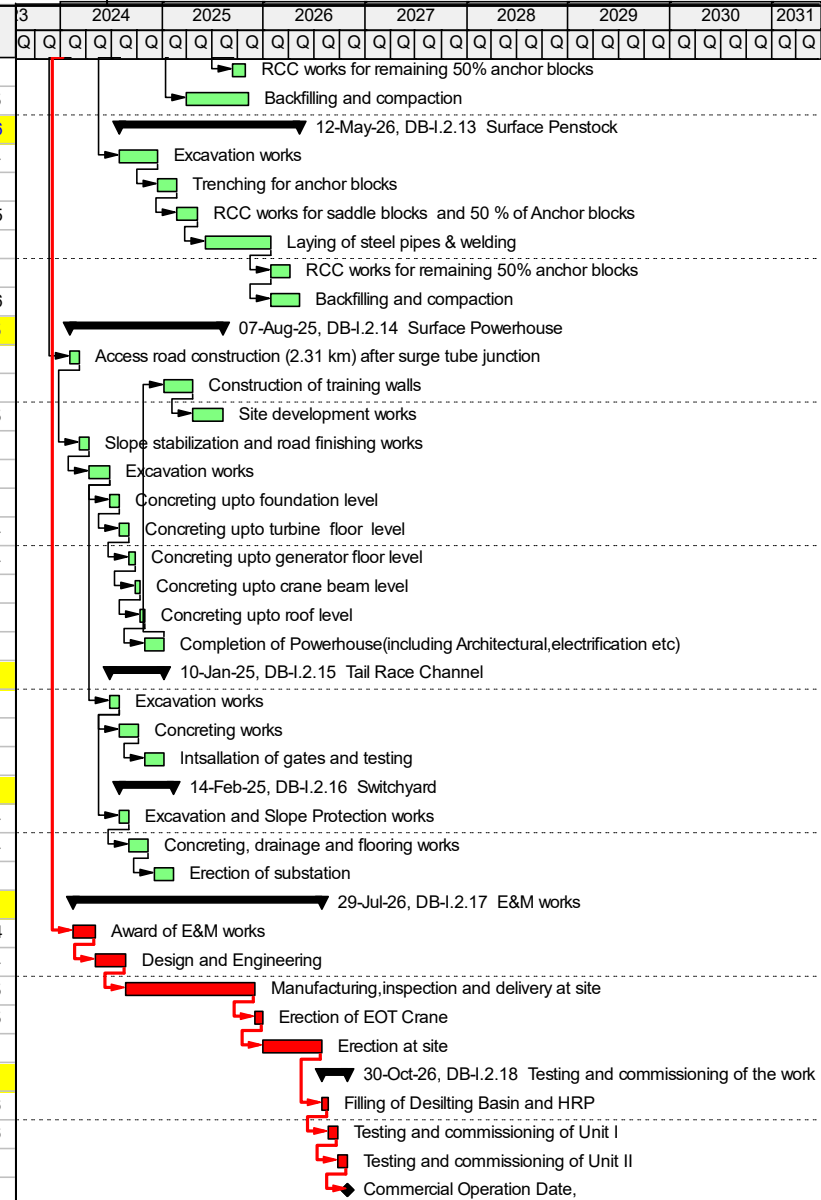 3 2024 2025 2026 2027 2028 2029 2030 2031
Q Q Q Q Q Q Q Q Q Q Q Q Q Q Q Q Q Q Q Q Q Q Q Q Q Q Q Q Q Q Q Q
RCC works for remaining 50% anchor blocks
Backfilling and compaction
12-May-26, DB-I.2.13 Surface Penstock
Excavation works
Trenching for anchor blocks
RCC works for saddle blocks and 50 % of Anchor blocks
Laying of steel pipes & welding
RCC works for remaining 50% anchor blocks
Backfilling and compaction
07-Aug-25, DB-I.2.14 Surface Powerhouse
Access road construction (2.31 km) after surge tube junction
Construction of training walls
Site development works
Slope stabilization and road finishing works
Excavation works
Concreting upto foundation level
Concreting upto turbine floor level
Concreting upto generator floor level
Concreting upto crane beam level
Concreting upto roof level
Completion of Powerhouse(including Architectural,electrification etc)
10-Jan-25, DB-I.2.15 Tail Race Channel
Excavation works
Concreting works
Intsallation of gates and testing
14-Feb-25, DB-I.2.16 Switchyard
Excavation and Slope Protection works
Concreting, drainage and flooring works
Erection of substation
29-Jul-26, DB-I.2.17 E&M works
Award of E&M works
Design and Engineering
Manufacturing,inspection and delivery at site
Erection of EOT Crane
Erection at site
30-Oct-26, DB-I.2.18 Testing and commissioning of the work
Filling of Desilting Basin and HRP
Testing and commissioning of Unit I
Testing and commissioning of Unit II
Commercial Operation Date,